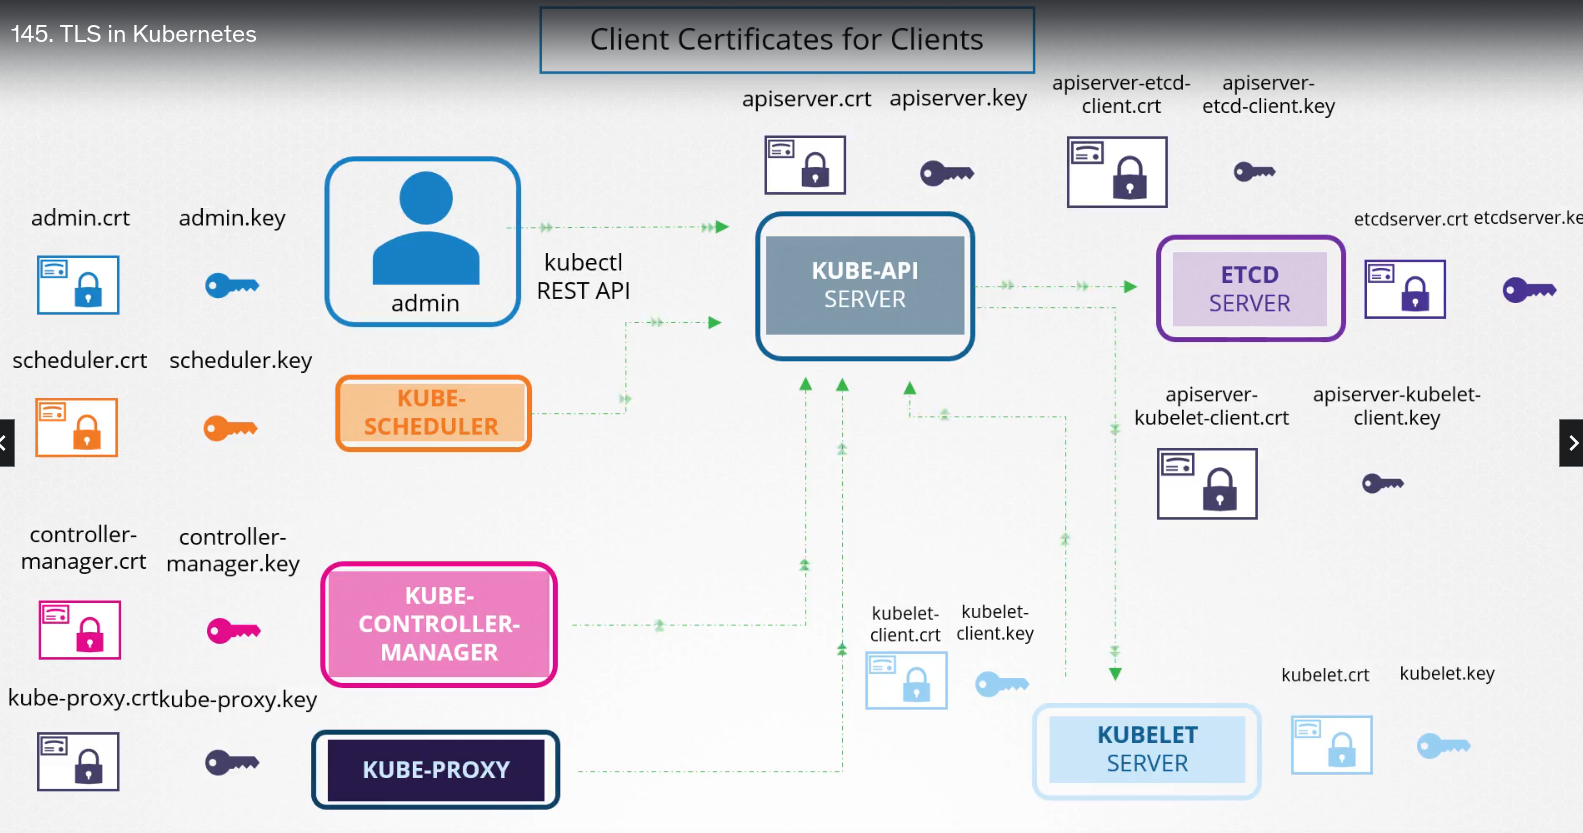 145. TLS in Kubernetes
Client Certificates for Clients
apiserver.crt
apiserver.key
apiserver-etcd-
client.crt
apiserver-
etcd-client.key
admin.crt
admin.key
admin
kubectl
REST API
KUBE-API
SERVER
ETCD
SERVER
etcdserver.crt
etcdserver.ke
scheduler.crt
scheduler.key
KUBE-
SCHEDULER
apiserver-
kubelet-client.crt
apiserver-kubelet-
client.key
controller-
manager.crt
controller-
manager.key
KUBE-
CONTROLLER-
MANAGER
kubelet-
client.crt
kubelet-
client.key
kube-proxy.crt
kube-proxy.key
KUBE-PROXY
KUBELET
SERVER
kubelet.crt
kubelet.key